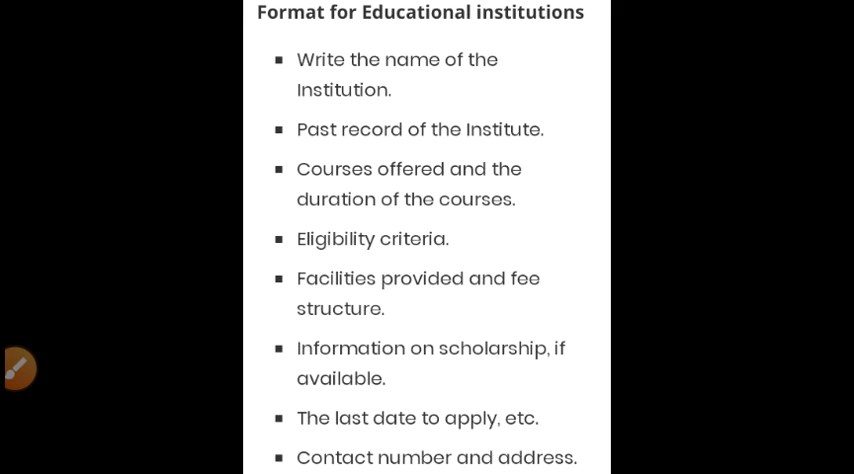 Format for Educational institutions
▪ Write the name of the
Institution.
▪ Past record of the Institute.
▪ Courses offered and the
duration of the courses.
▪ Eligibility criteria.
▪ Facilities provided and fee
structure.
▪ Information on scholarship, if
available.
▪ The last date to apply, etc.
▪ Contact number and address.